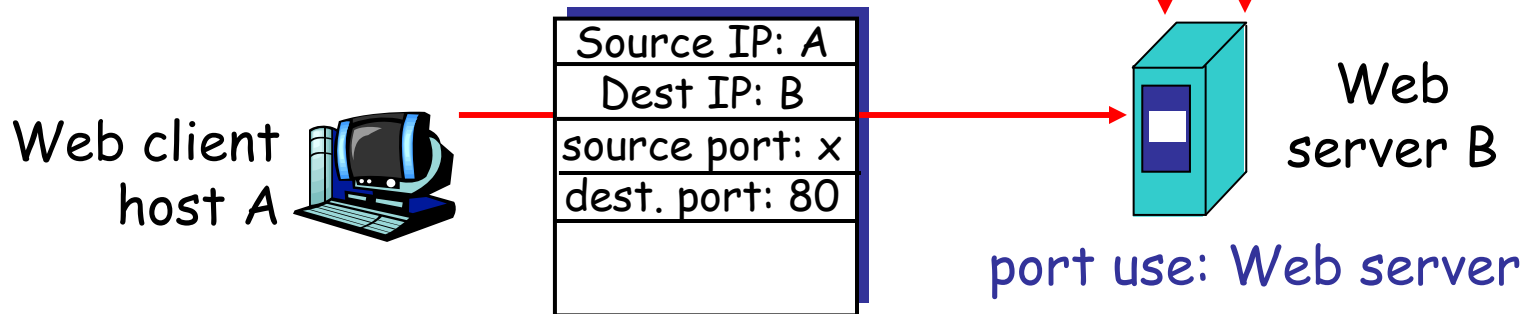 Web client
host A
Source IP: A
Dest IP: B
source port: x
dest. port: 80
Web
server B
port use: Web server